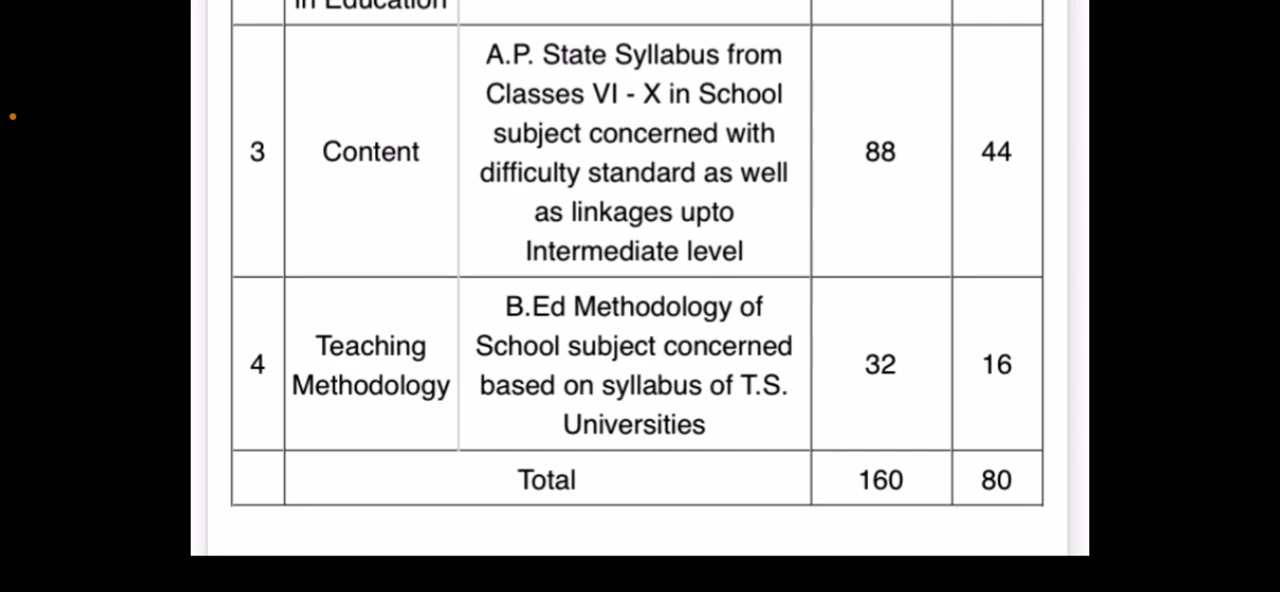 in Education
A.P. State Syllabus from
Classes VI - X in School
subject concerned with
3 Content difficulty standard as well 88 44
as linkages upto
Intermediate level
B.Ed Methodology of
Teaching School subject concerned
4 Methodology based on syllabus of T.S. 32 16
Universities
Total 160 80